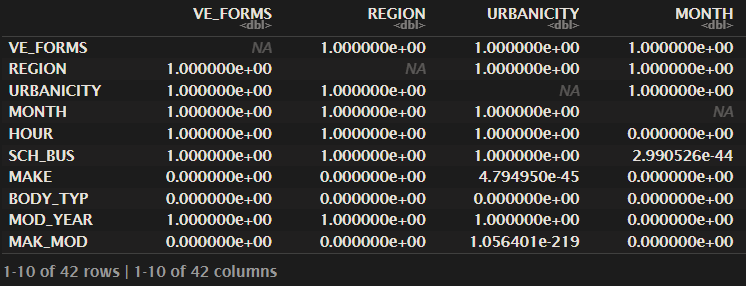 VE_FORMS REGION URBANICITY MONTH
<dbl> <dbl> <dbl> <dbl>
VE_FORMS NA 1.000000e+00 1.000000e+00 1.000000e+00
REGION 1.000000e+00 NA 1.000000e+00 1.000000e+00
URBANICITY 1.000000e+00 1.000000e+00 NA 1.000000e+00
MONTH 1.000000e+00 1.000000e+00 1.000000e+00 NA
HOUR 1.000000e+00 1.000000e+00 1.000000e+00 0.000000e+00
SCH_BUS 1.000000e+00 1.000000e+00 1.000000e+00 2.990526e-44
MAKE 0.000000e+00 0.000000e+00 4.794950e-45 0.000000e+00
BODY_TYP 0.000000e+00 0.000000e+00 0.000000e+00 0.000000e+00
MOD_YEAR 1.000000e+00 1.000000e+00 1.000000e+00 0.000000e+00
MAK_MOD 0.000000e+00 0.000000e+00 1.056401e-219 0.000000e+00
1-10 of 42 rows | 1-10 of 42 columns